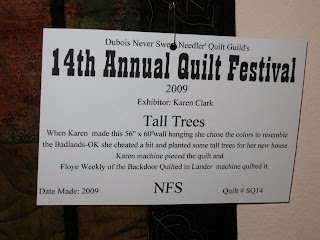 Dubois Never Sweat Needler' Quilt Guild's
14th Annual Quilt Festival
2009
Exhibitor: Karen Clark
Tall Trees
When Karen made this 56" x 60"wall hanging she chose the colors to resemble
the Badlands-OK she cheated a bit and planted some tall trees for her new house.
Karen machine pieced the quilt and
Floye Weekly of the Backdoor Quilted in Lander machine quilted it.
Date Made: 2009 NFS Quilt # SQ14